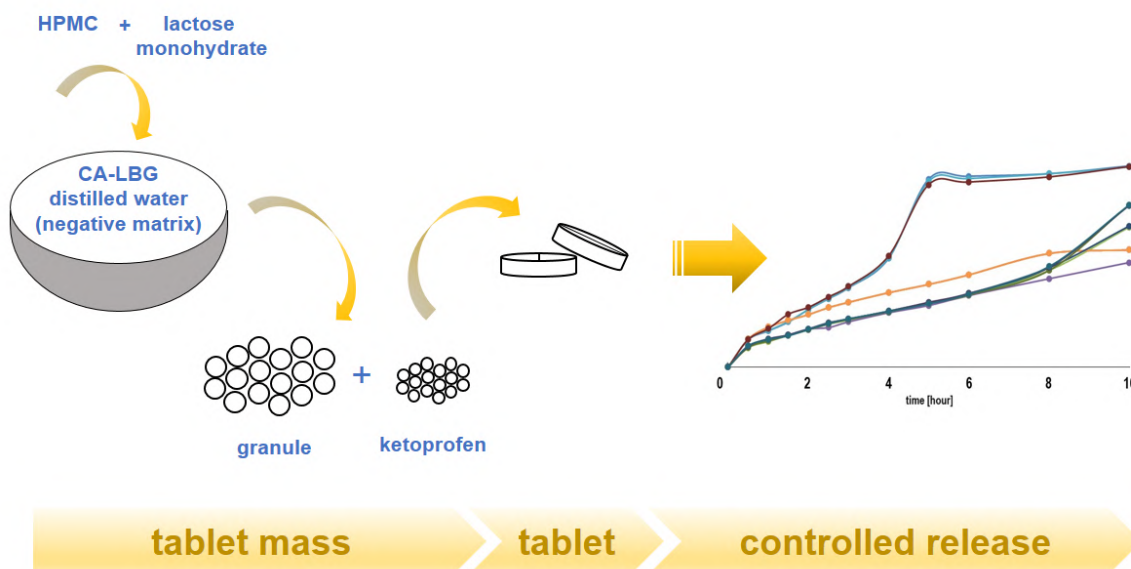 HPMC + lactose
monohydrate
CA-LBG
distilled water
(negative matrix)
+
granule
ketoprofen
0 2 4 6 8 10
time [hour]
tablet mass
tablet
controlled release